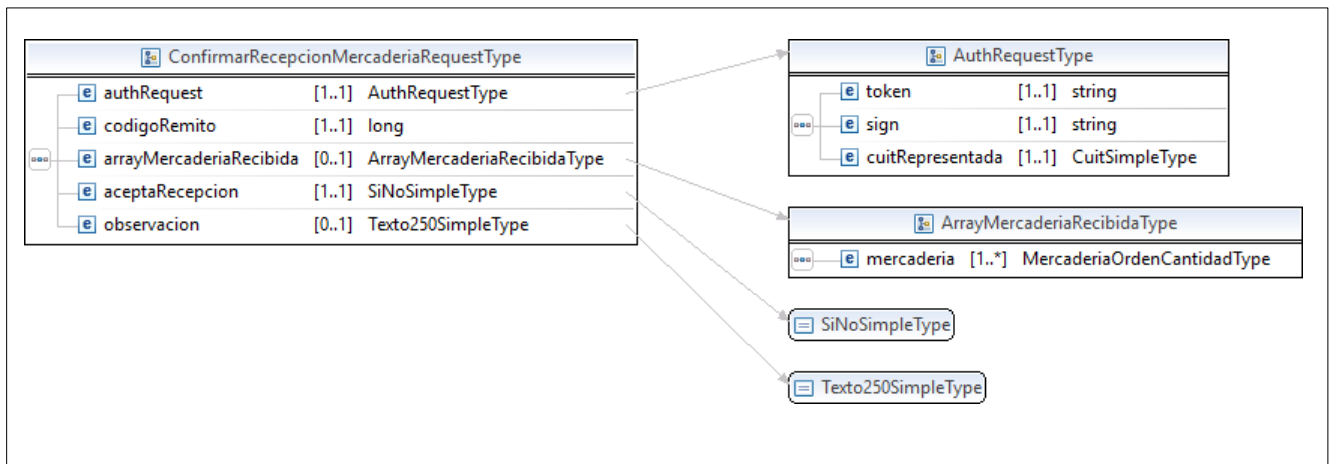 ConfirmarRecepcionMercaderiaRequestType
e authRequest [1..1] AuthRequestType
e codigoRemito [1..1] long
e arrayMercaderiaRecibida [0..1] ArrayMercaderiaRecibidaType
e aceptaRecepcion [1..1] SiNoSimpleType
e observacion [0..1] Texto250SimpleType
AuthRequestType
e token [1..1] string
e sign [1..1] string
e cuitRepresentada [1..1] CuitSimpleType
ArrayMercaderiaRecibidaType
e mercaderia [1..*] MercaderiaOrdenCantidadType
SiNoSimpleType
Texto250SimpleType